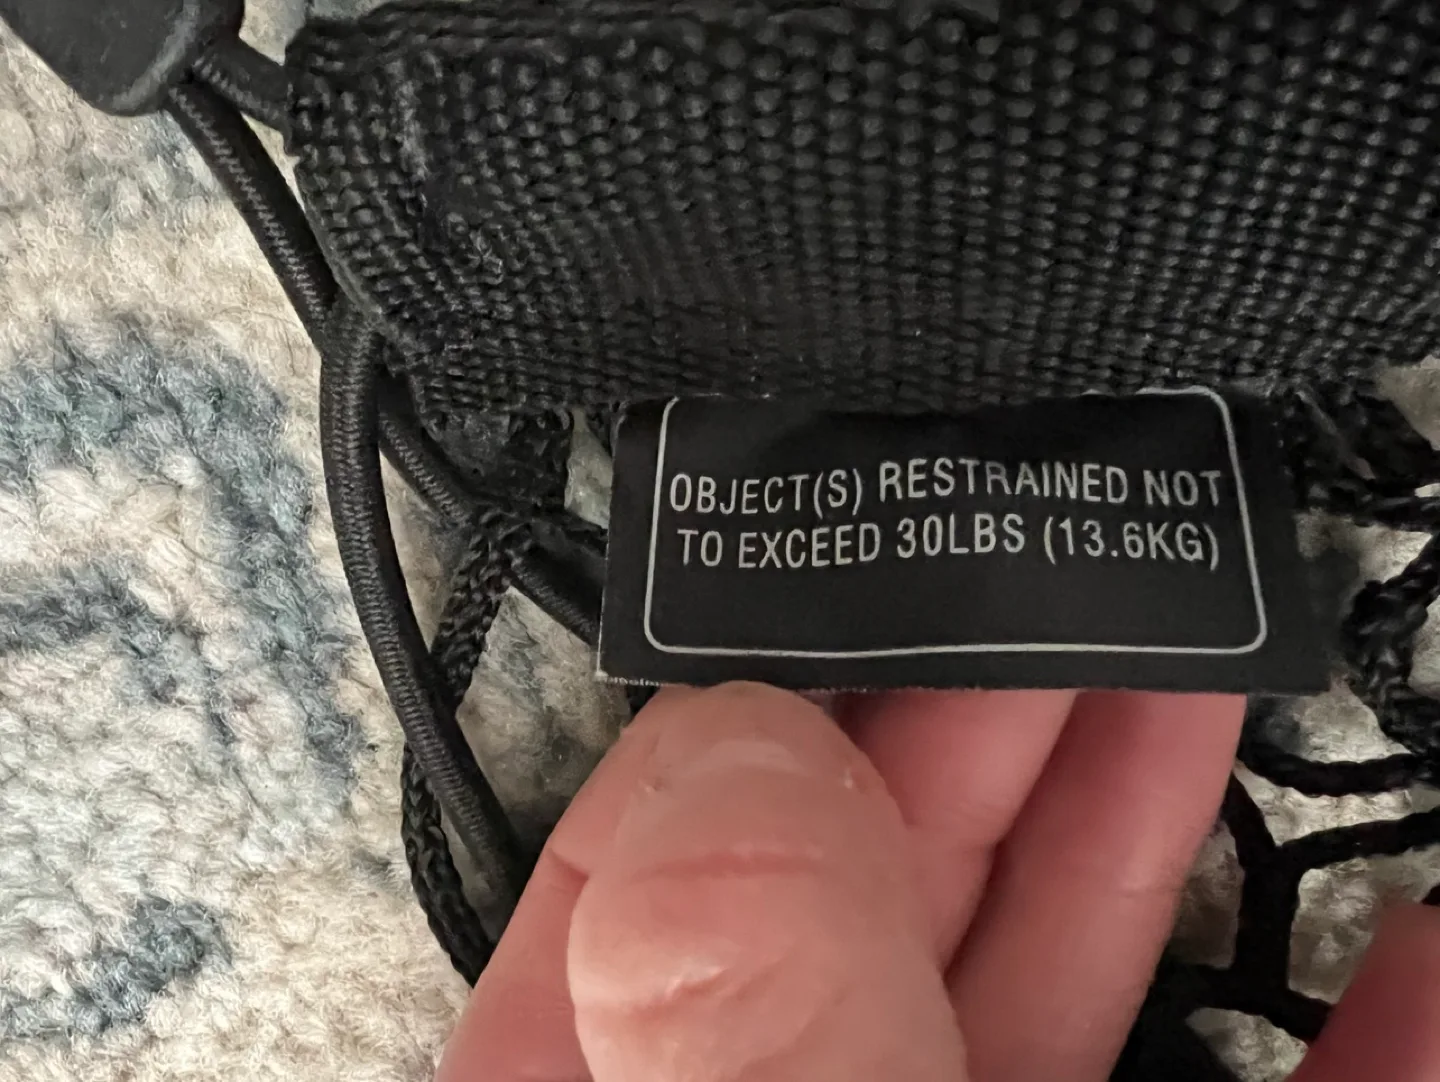 OBJECT(S) RESTRAINED NOT
TO EXCEED 30LBS (13.6KG)